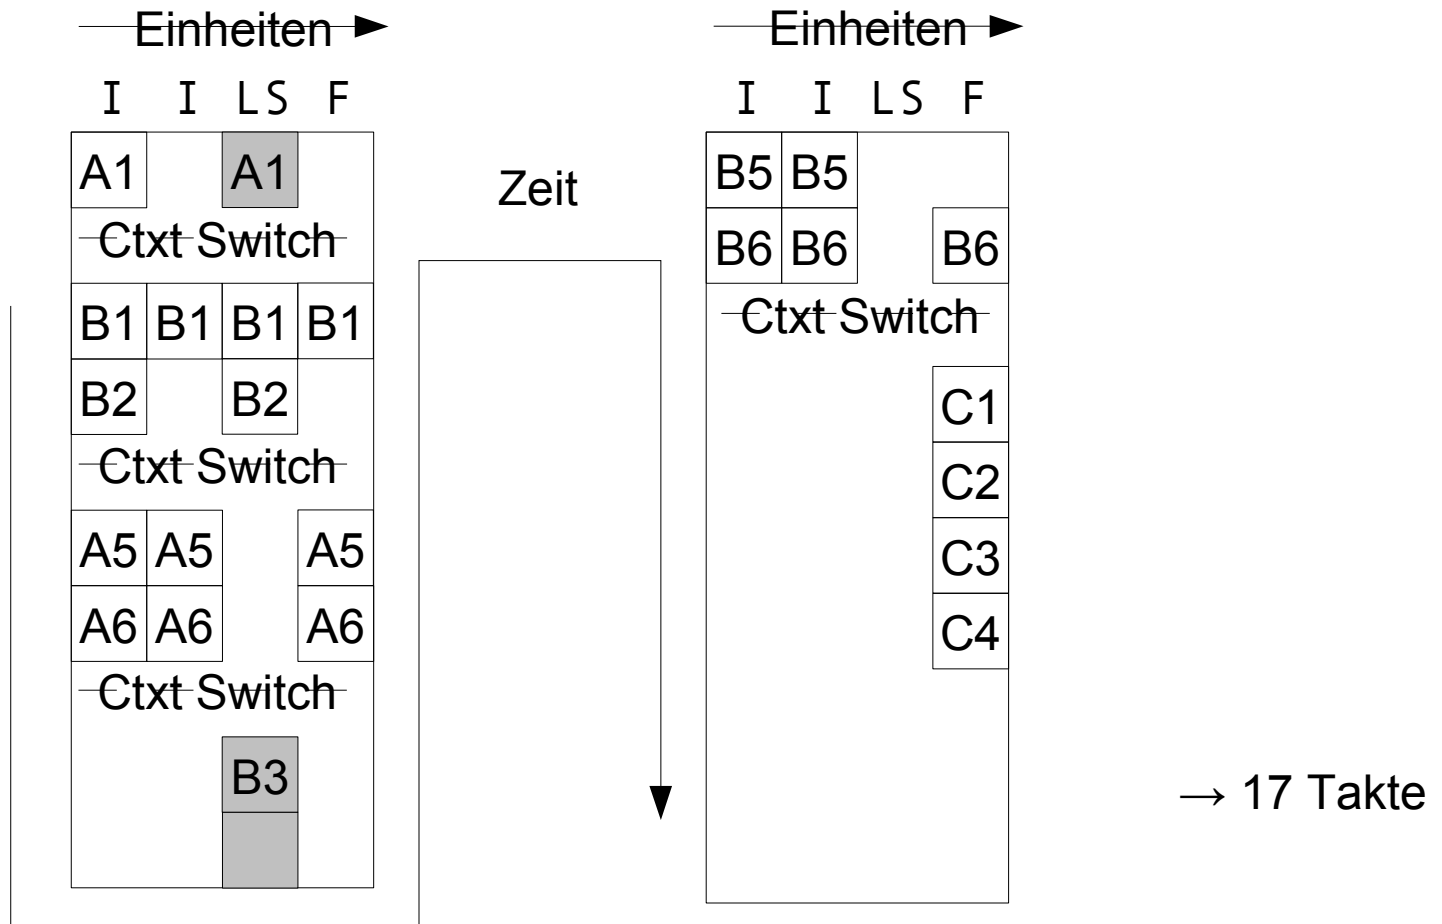 Einheiten
I I LS F
A1 A1
Ctxt Switch
B1 B1 B1 B1
B2 B2
Ctxt Switch
A5 A5 A5
A6 A6 A6
Ctxt Switch
B3
Zeit
Einheiten
I I LS F
B5 B5
B6 B6 B6
Ctxt Switch
C1
C2
C3
C4
→ 17 Takte